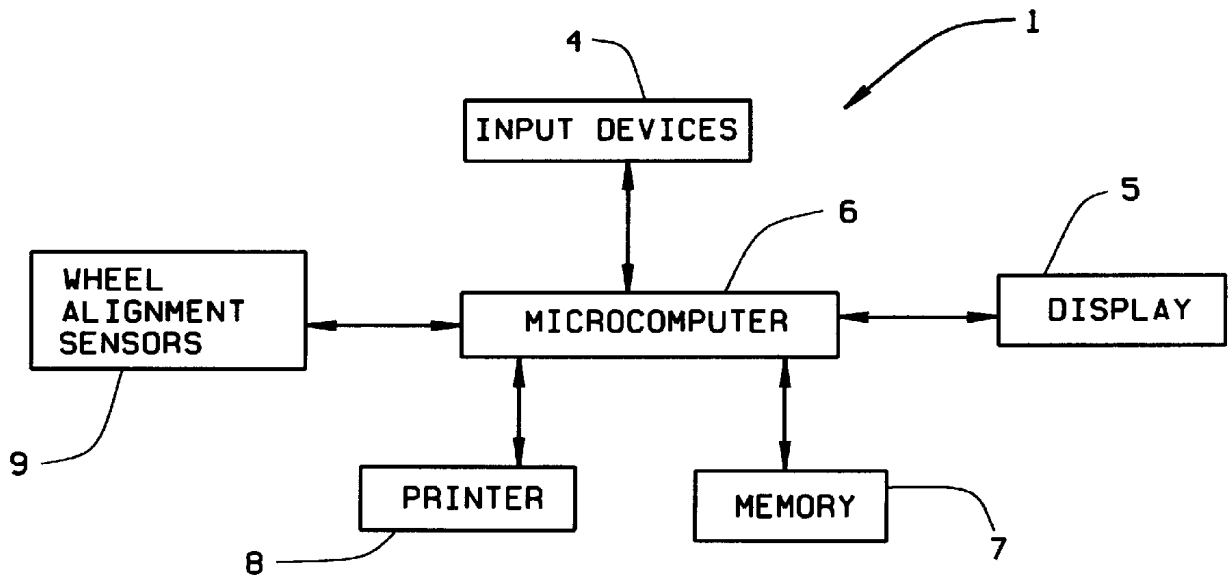 1
4
INPUT DEVICES
6
5
WHEEL
ALIGNMENT
SENSORS
MICROCOMPUTER
DISPLAY
9
PRINTER
MEMORY
8
7